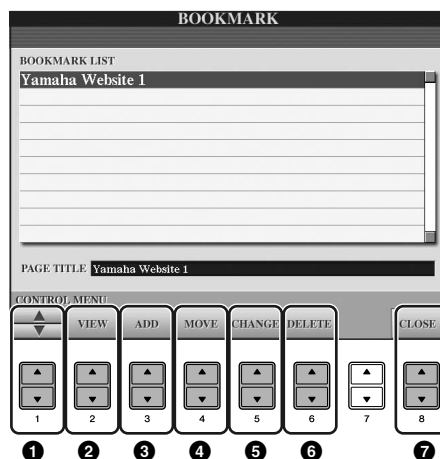 BOOKMARK
BOOKMARK LIST
Yamaha Website 1
PAGE TITLE Yamaha Website 1
CONTROL MENU
VIEW ADD MOVE CHANGE DELETE CLOSE
1 2 3 4 5 6 7 8
❶ ❷ ❸ ❹ ❺ ❻ ❼